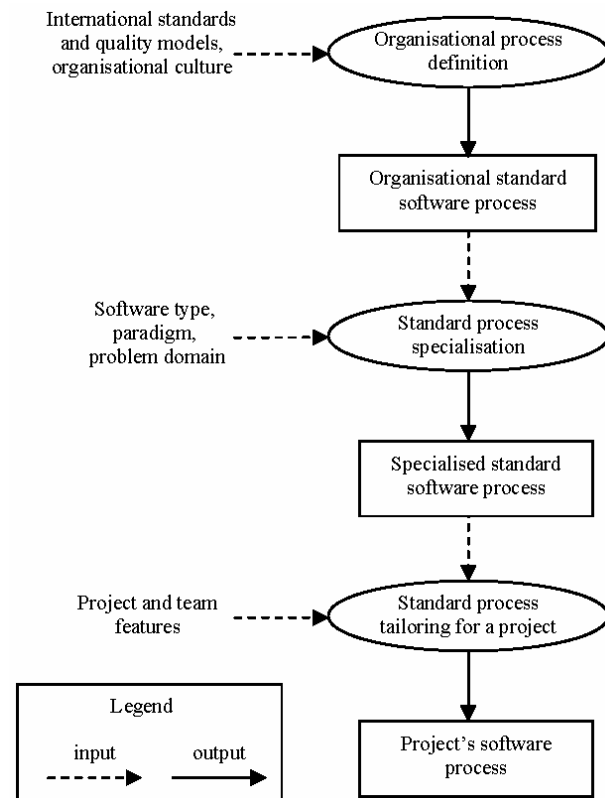 International standards
and quality models,
organisational culture
Organisational process
definition
Organisational standard
software process
Software type,
paradigm,
problem domain
Standard process
specialisation
Specialised standard
software process
Project and team
features
Standard process
tailoring for a project
Legend
input
output
Project's software
process